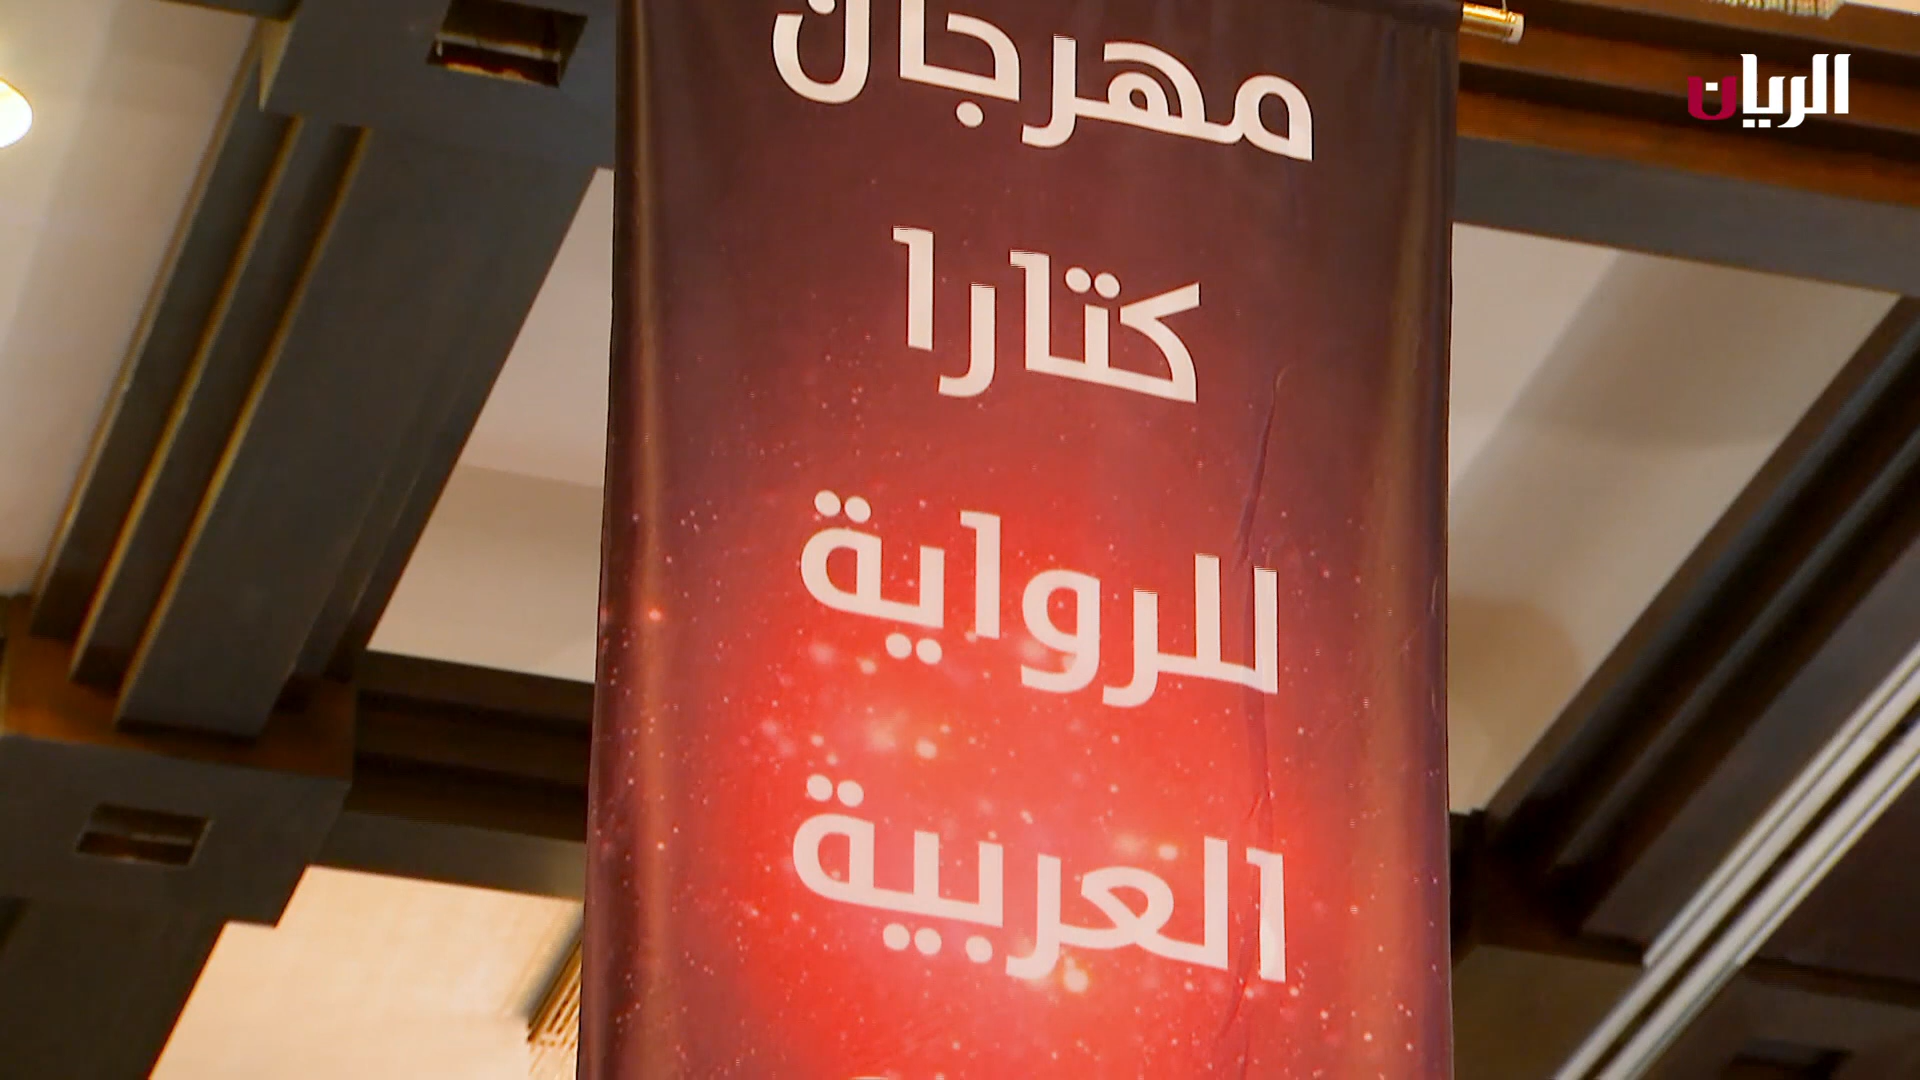 الريان
مهرجان
كتارا
للرواية
العربية